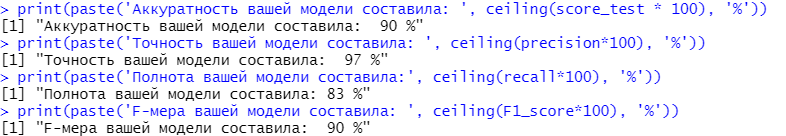 > print(paste('Аккуратность вашей модели составила: ', ceiling(score_test * 100), '%'))
[1] "Аккуратность вашей модели составила:  90 %"
> print(paste('Точность вашей модели составила: ', ceiling(precision*100), '%'))
[1] "Точность вашей модели составила:  97 %"
> print(paste('Полнота вашей модели составила:', ceiling(recall*100), '%'))
[1] "Полнота вашей модели составила: 83 %"
> print(paste('F-мера вашей модели составила: ', ceiling(F1_score*100), '%'))
[1] "F-мера вашей модели составила:  90 %"